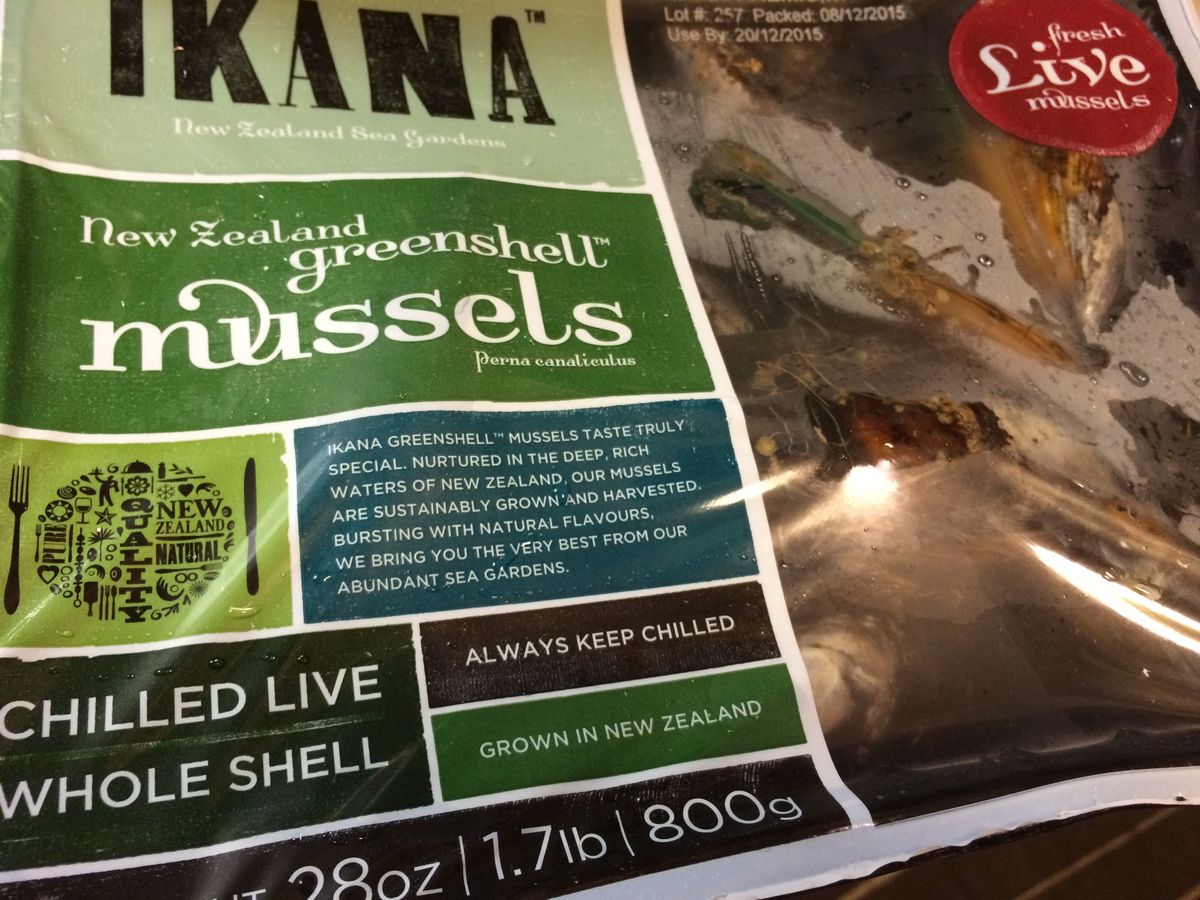 IKANA™
New Zealand Sea Gardens
Lot #: 257 Packed: 08/12/2015
Use By: 20/12/2015
fresh
Live
mussels
New Zealand
greenshell™
mussels
Perna canaliculus
PURE
QUALITY
NEW
ZEALAND
NATURAL
IKANA GREENSHELL™ MUSSELS TASTE TRULY
SPECIAL. NURTURED IN THE DEEP, RICH
WATERS OF NEW ZEALAND, OUR MUSSELS
ARE SUSTAINABLY GROWN AND HARVESTED.
BURSTING WITH NATURAL FLAVOURS,
WE BRING YOU THE VERY BEST FROM OUR
ABUNDANT SEA GARDENS.
CHILLED LIVE
WHOLE SHELL
ALWAYS KEEP CHILLED
GROWN IN NEW ZEALAND
28oz | 1.7lb | 800g